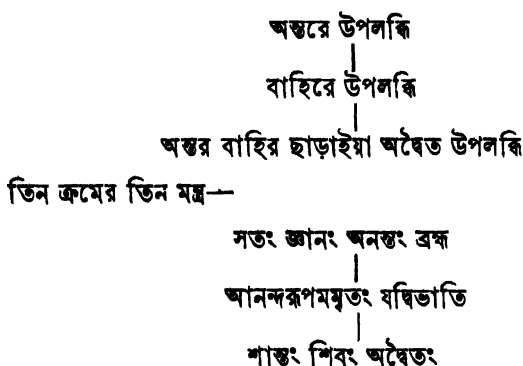 অন্তরে উপলব্ধি
বাহিরে উপলব্ধি
অন্তর বাহির ছাড়াইয়া অদ্বৈত উপলব্ধি
তিন ক্রমের তিন মন্ত্র—
সতং জ্ঞানং অনন্তং ব্রহ্ম
আনন্দরূপমমৃতং যদ্বিভাতি
শান্তং শিবং অদ্বৈতং